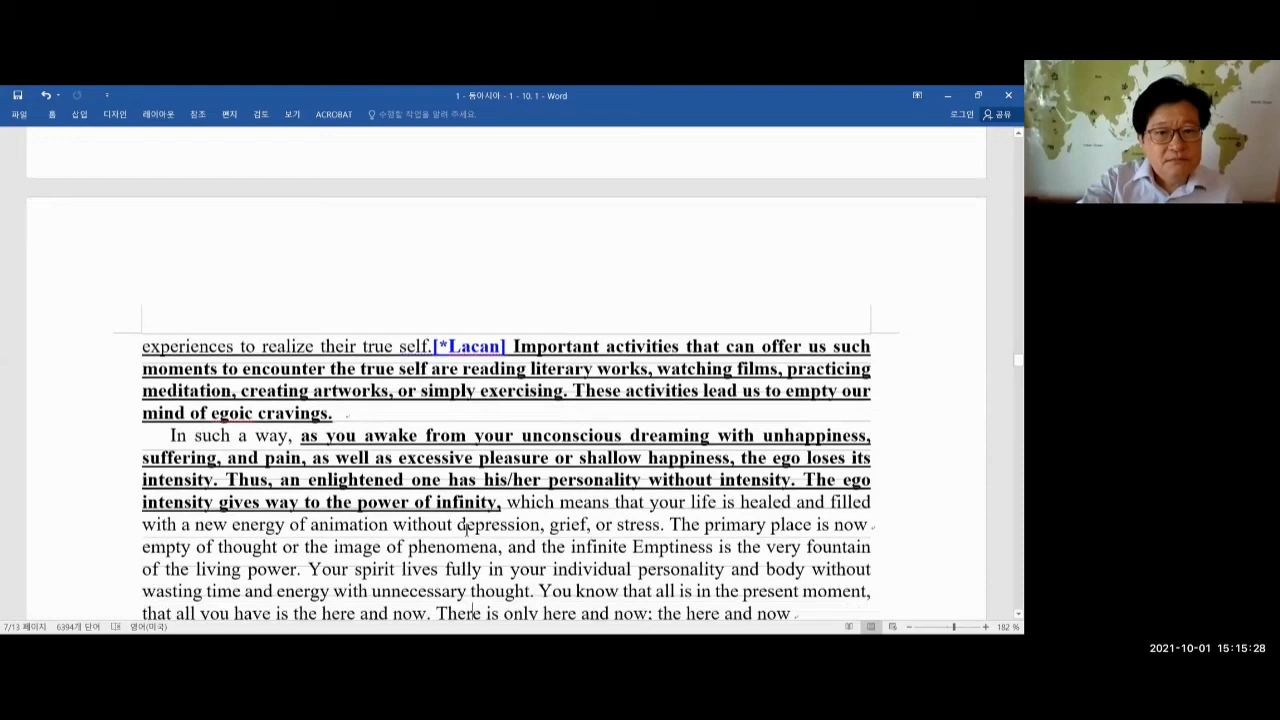 1 - 동아시아 - 1 - 10. 1 - Word
파일 홈 삽입 디자인 레이아웃 참조 편지 검토 보기 ACROBAT 수행할 작업을 알려 주세요. 로그인 공유
experiences to realize their true self.[*Lacan] Important activities that can offer us such
moments to encounter the true self are reading literary works, watching films, practicing
meditation, creating artworks, or simply exercising. These activities lead us to empty our
mind of egoic cravings.
In such a way, as you awake from your unconscious dreaming with unhappiness,
suffering, and pain, as well as excessive pleasure or shallow happiness, the ego loses its
intensity. Thus, an enlightened one has his/her personality without intensity. The ego
intensity gives way to the power of infinity, which means that your life is healed and filled
with a new energy of animation without depression, grief, or stress. The primary place is now
empty of thought or the image of phenomena, and the infinite Emptiness is the very fountain
of the living power. Your spirit lives fully in your individual personality and body without
wasting time and energy with unnecessary thought. You know that all is in the present moment,
that all you have is the here and now. There is only here and now: the here and now
7/13 페이지 6394개 단어 영어(미국) 182 %
2021-10-01 15:15:28